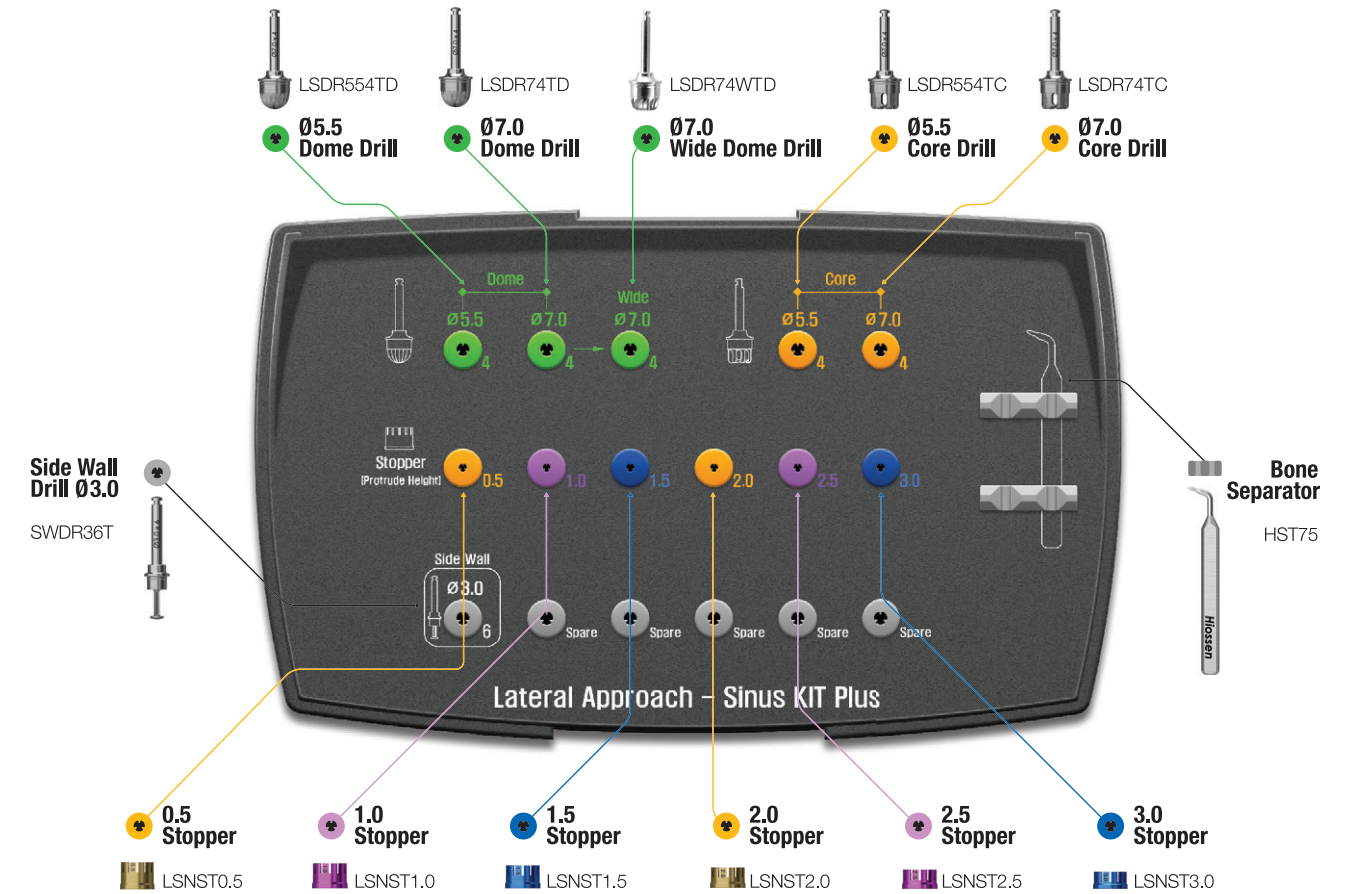 LSDR554TD
LSDR74TD
LSDR74WTD
LSDR554TC
LSDR74TC
Ø5.5
Dome Drill
Ø7.0
Dome Drill
Ø7.0
Wide Dome Drill
Ø5.5
Core Drill
Ø7.0
Core Drill
Dome
Wide
Core
Ø5.5
Ø7.0
Ø7.0
Ø5.5
Ø7.0
4
4
4
4
4
Stopper
(Protrude Height)
0.5
1.0
1.5
2.0
2.5
3.0
Side Wall
Drill Ø3.0
SWDR36T
Bone
Separator
HST75
Hiossen
Side Wall
Ø3.0
6
Spare
Spare
Spare
Spare
Spare
Lateral Approach – Sinus KIT Plus
0.5
Stopper
1.0
Stopper
1.5
Stopper
2.0
Stopper
2.5
Stopper
3.0
Stopper
LSNST0.5
LSNST1.0
LSNST1.5
LSNST2.0
LSNST2.5
LSNST3.0